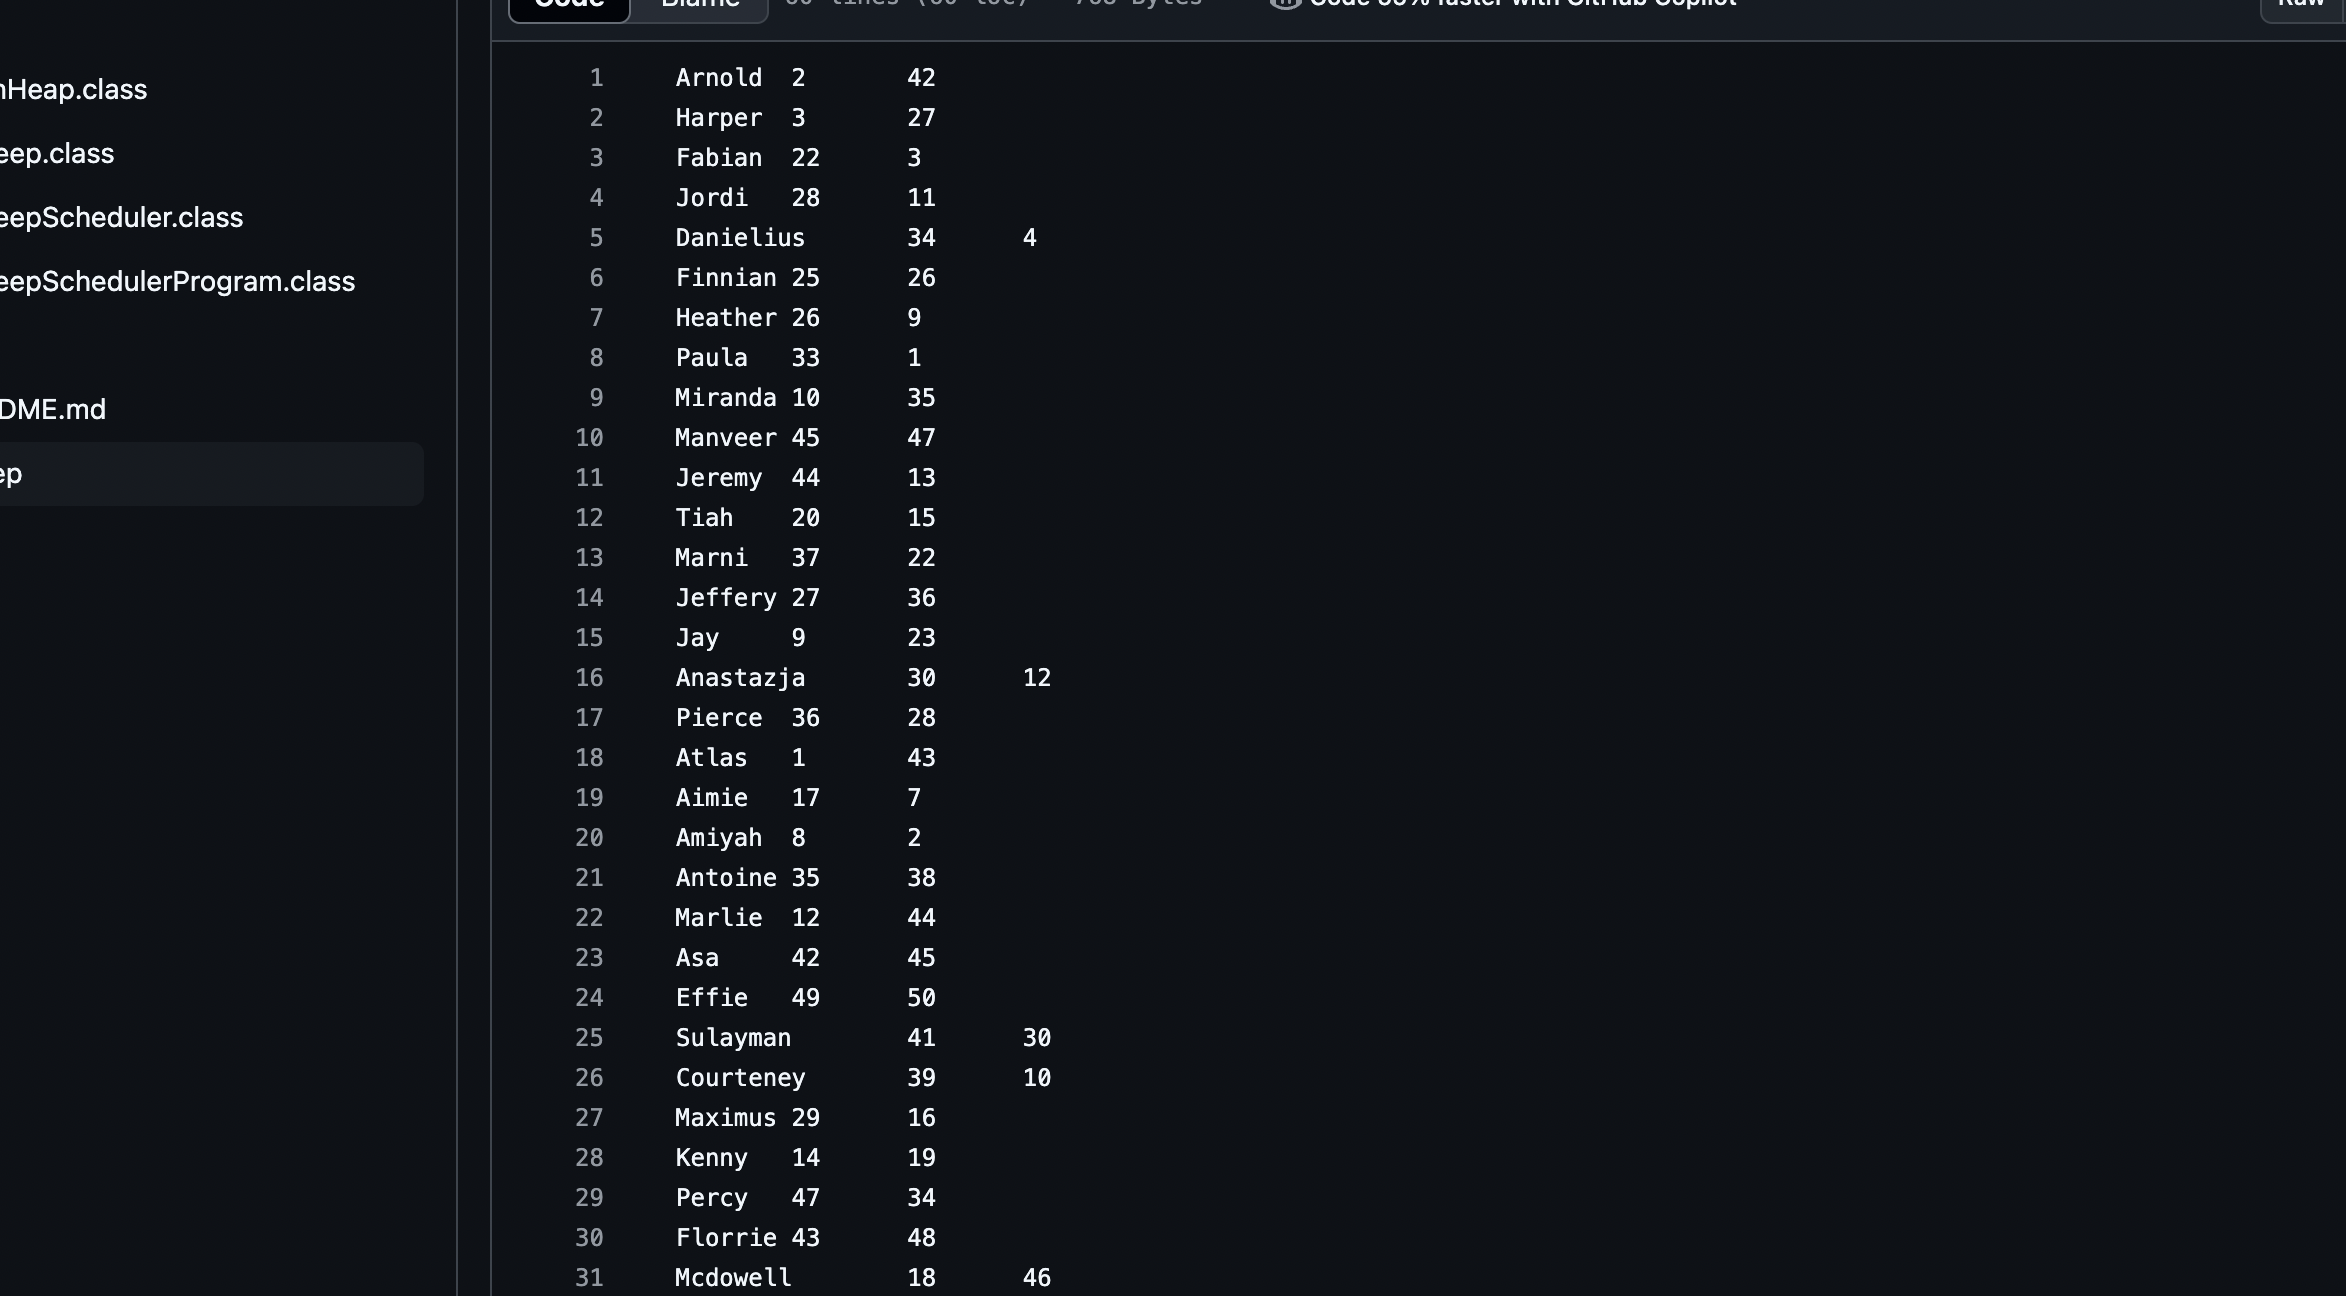 Code Blame Code 55% faster with GitHub Copilot Raw
Heap.class
eep.class
eepScheduler.class
eepSchedulerProgram.class
DME.md
ep
1 Arnold 2 42
2 Harper 3 27
3 Fabian 22 3
4 Jordi 28 11
5 Danielius 34 4
6 Finnian 25 26
7 Heather 26 9
8 Paula 33 1
9 Miranda 10 35
10 Manveer 45 47
11 Jeremy 44 13
12 Tiah 20 15
13 Marni 37 22
14 Jeffery 27 36
15 Jay 9 23
16 Anastazja 30 12
17 Pierce 36 28
18 Atlas 1 43
19 Aimie 17 7
20 Amiyah 8 2
21 Antoine 35 38
22 Marlie 12 44
23 Asa 42 45
24 Effie 49 50
25 Sulayman 41 30
26 Courteney 39 10
27 Maximus 29 16
28 Kenny 14 19
29 Percy 47 34
30 Florrie 43 48
31 Mcdowell 18 46